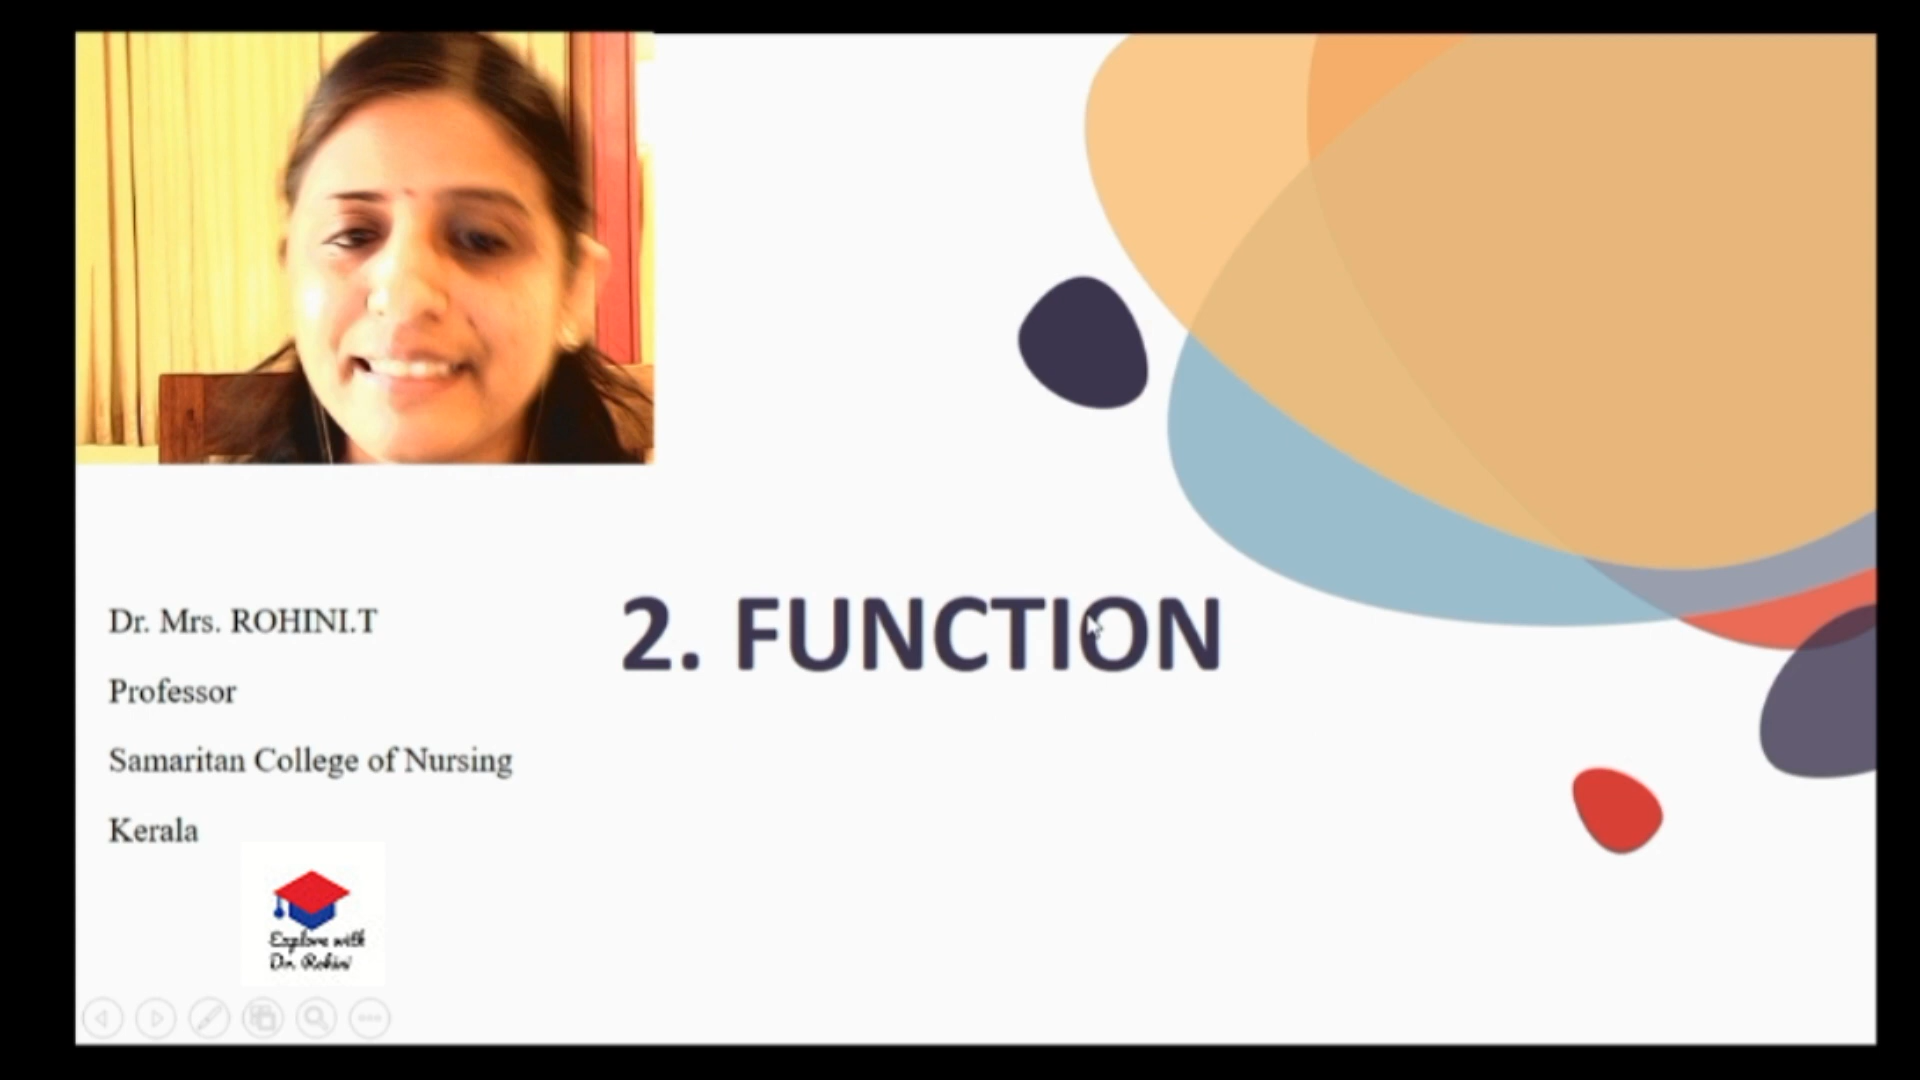 Dr. Mrs. ROHINI.T
Professor
Samaritan College of Nursing
Kerala
2. FUNCTION
Explore with
Dr. Rohini